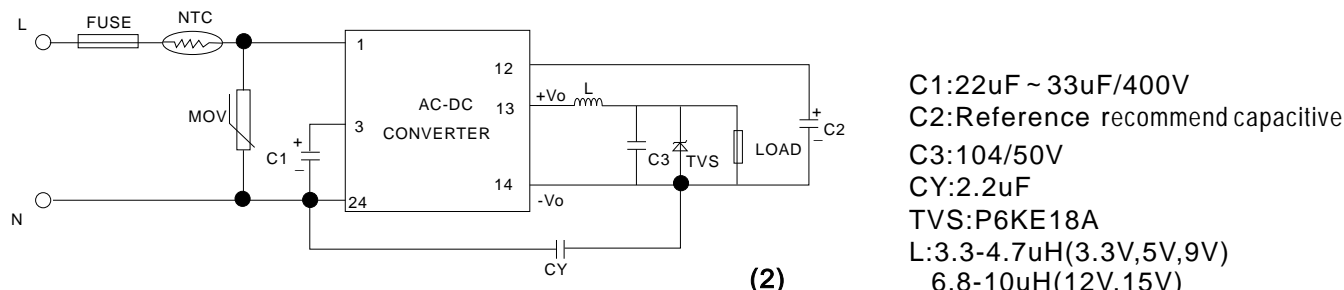 L
FUSE
NTC
1
12
MOV
3
AC-DC
CONVERTER
13
+Vo
L
+
C1
−
C3
TVS
LOAD
+
C2
−
14
-Vo
24
N
CY
(2)
C1:22uF ~ 33uF/400V
C2:Reference recommend capacitive
C3:104/50V
CY:2.2uF
TVS:P6KE18A
L:3.3-4.7uH(3.3V,5V,9V)
6.8-10uH(12V,15V)